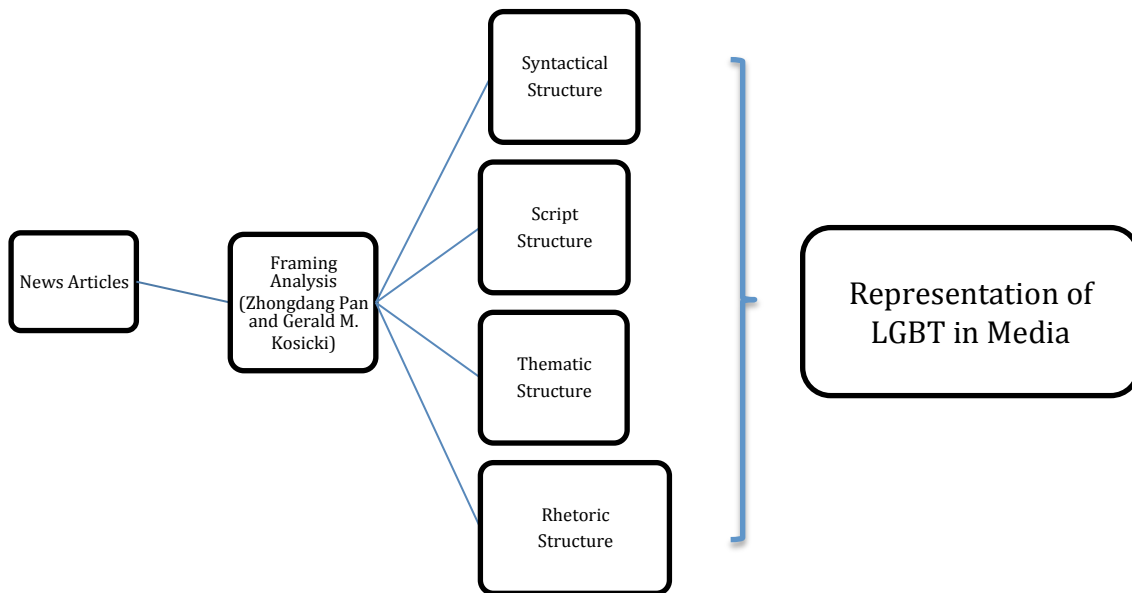 News Articles
Framing
Analysis
(Zhongdang Pan
and Gerald M.
Kosicki)
Syntactical
Structure
Script
Structure
Thematic
Structure
Rhetoric
Structure
Representation of
LGBT in Media